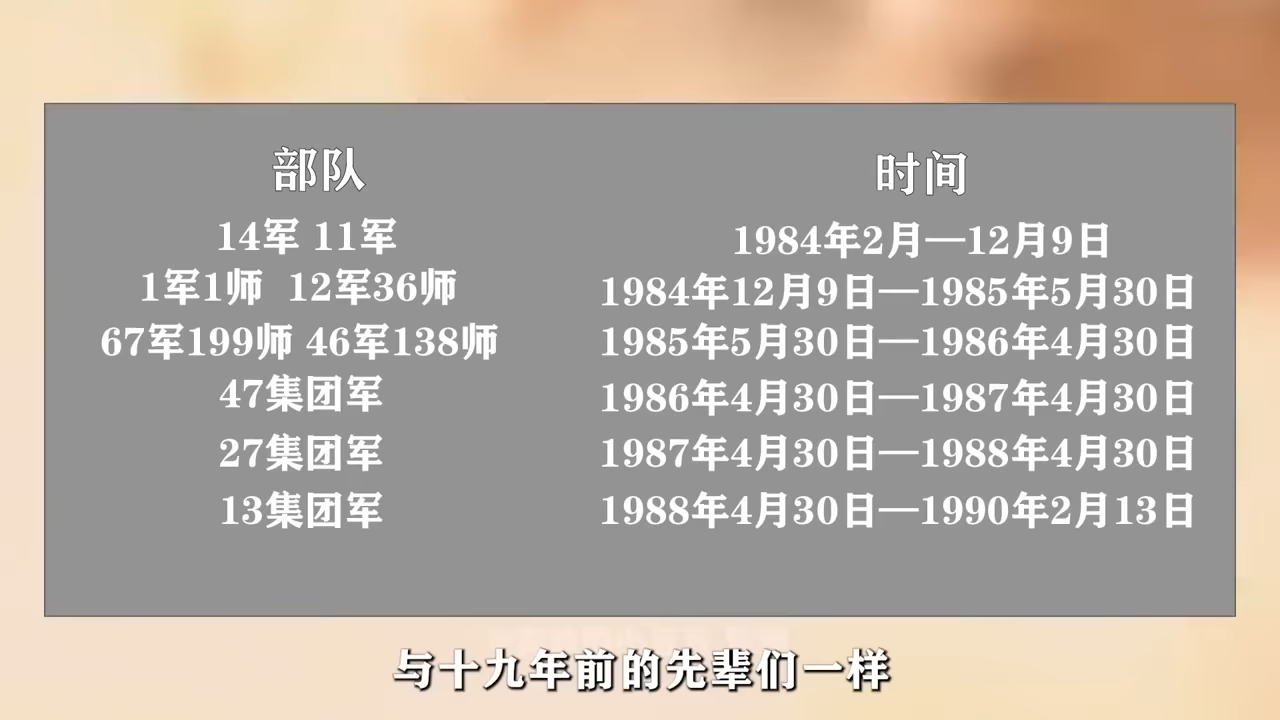 部队 时间
14军 11军 1984年2月—12月9日
1军1师 12军36师 1984年12月9日—1985年5月30日
67军199师 46军138师 1985年5月30日—1986年4月30日
47集团军 1986年4月30日—1987年4月30日
27集团军 1987年4月30日—1988年4月30日
13集团军 1988年4月30日—1990年2月13日
与十九年前的先辈们一样